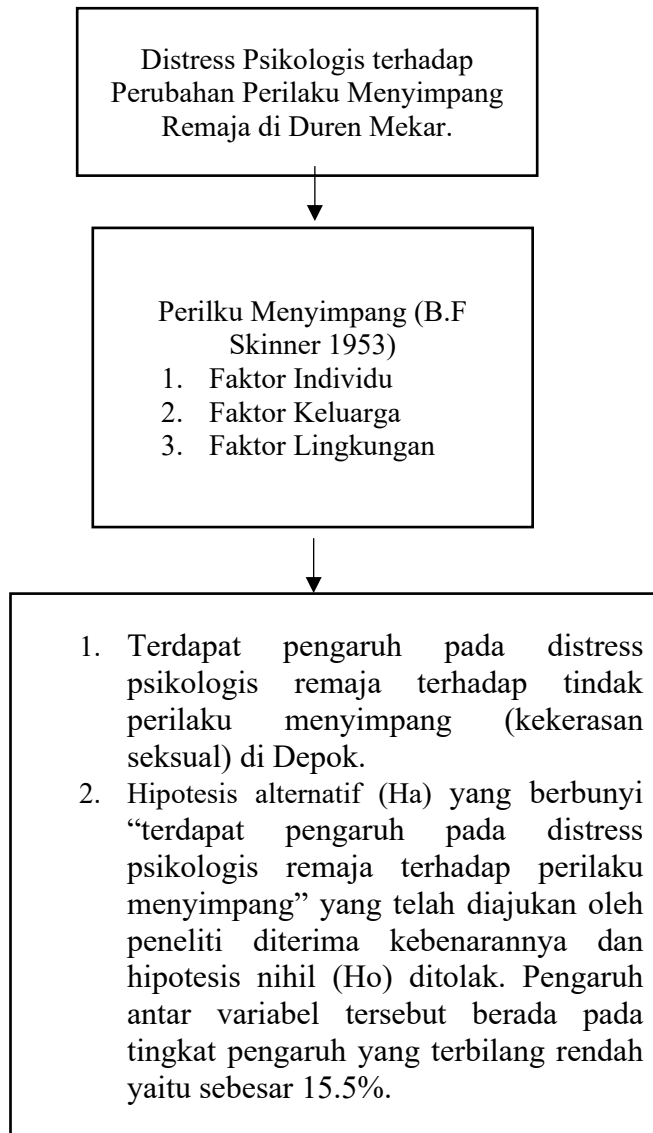 Distress Psikologis terhadap
Perubahan Perilaku Menyimpang
Remaja di Duren Mekar.
Perilku Menyimpang (B.F
Skinner 1953)
1. Faktor Individu
2. Faktor Keluarga
3. Faktor Lingkungan
1. Terdapat pengaruh pada distress
psikologis remaja terhadap tindak
perilaku menyimpang (kekerasan
seksual) di Depok.
2. Hipotesis alternatif (Ha) yang berbunyi
“terdapat pengaruh pada distress
psikologis remaja terhadap perilaku
menyimpang” yang telah diajukan oleh
peneliti diterima kebenarannya dan
hipotesis nihil (Ho) ditolak. Pengaruh
antar variabel tersebut berada pada
tingkat pengaruh yang terbilang rendah
yaitu sebesar 15.5%.